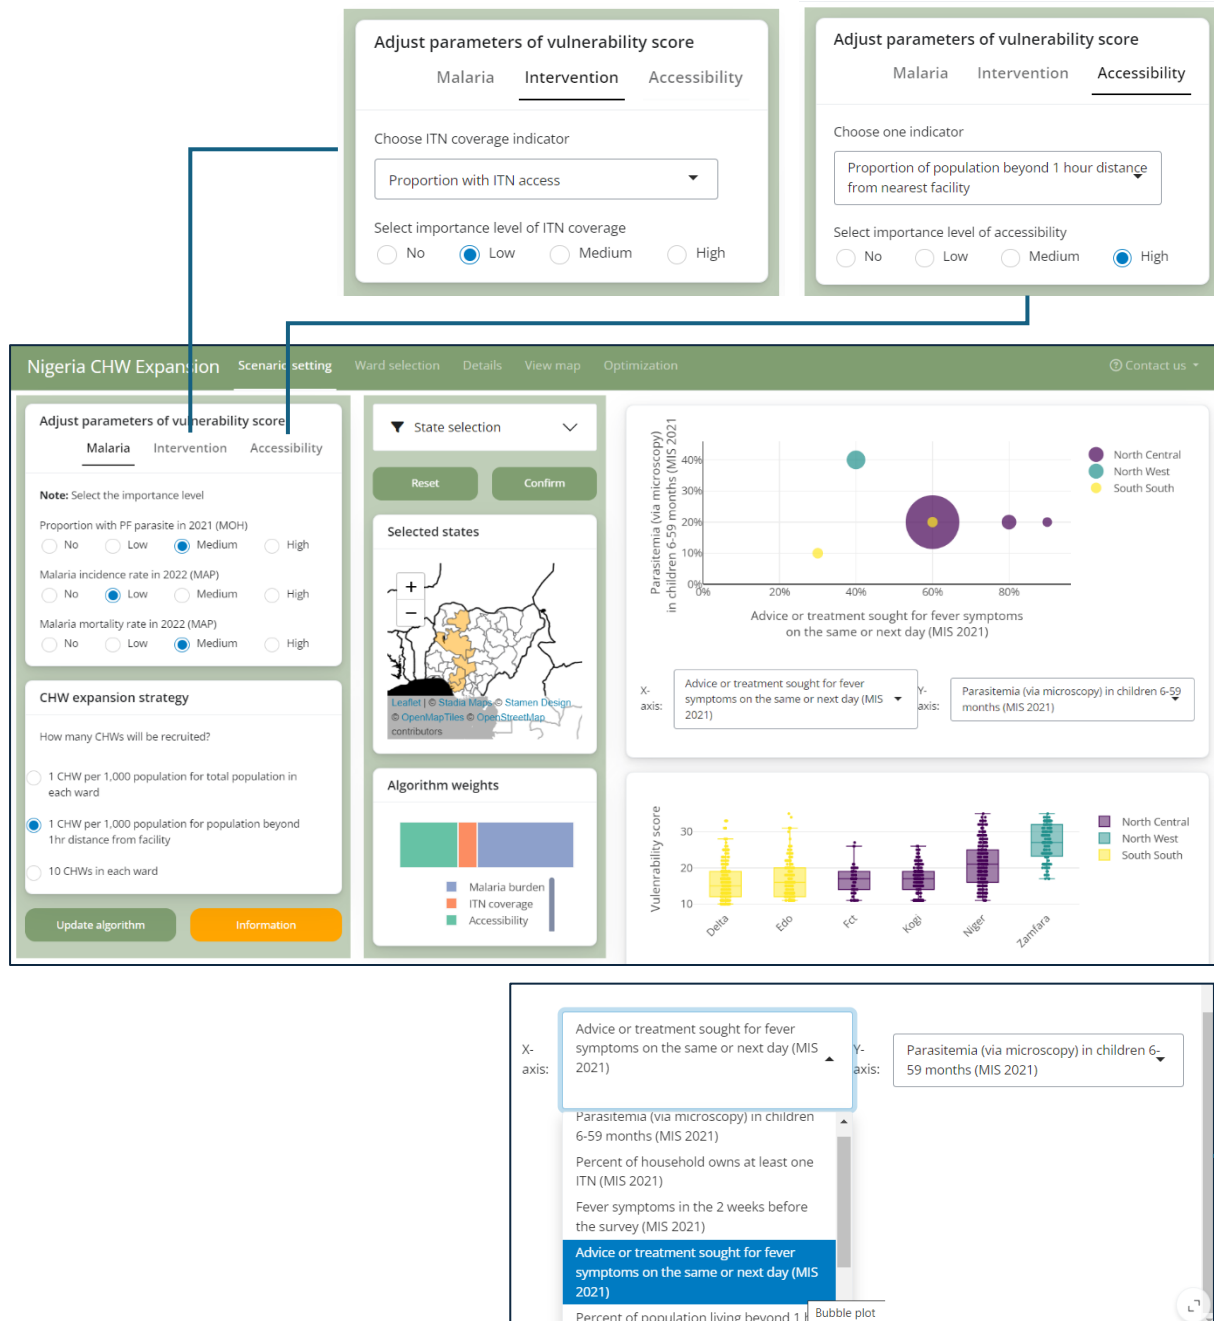 Adjust parameters of vulnerability score
Malaria Intervention Accessibility
Choose ITN coverage indicator
Proportion with ITN access
Select importance level of ITN coverage
No Low Medium High
Adjust parameters of vulnerability score
Malaria Intervention Accessibility
Choose one indicator
Proportion of population beyond 1 hour distance
from nearest facility
Select importance level of accessibility
No Low Medium High
Nigeria CHW Expansion Scenario setting Ward selection Details View map Optimization Contact us
Adjust parameters of vulnerability score
Malaria Intervention Accessibility
Note: Select the importance level
Proportion with PF parasite in 2021 (MOH)
No Low Medium High
Malaria incidence rate in 2022 (MAP)
No Low Medium High
Malaria mortality rate in 2022 (MAP)
No Low Medium High
CHW expansion strategy
How many CHWs will be recruited?
1 CHW per 1,000 population for total population in
each ward
1 CHW per 1,000 population for population beyond
1hr distance from facility
10 CHWs in each ward
Update algorithm Information
State selection
Reset Confirm
Selected states
+
−
Leaflet | © Stadia Maps © Stamen Design
© OpenMapTiles © OpenStreetMap
contributors
Algorithm weights
Malaria burden
ITN coverage
Accessibility
Parasitemia (via microscopy)
in children 6-59 months (MIS 2021
40%
30%
20%
10%
0%
0% 20% 40% 60% 80%
Advice or treatment sought for fever symptoms
on the same or next day (MIS 2021)
North Central
North West
South South
X-
axis:
Advice or treatment sought for fever
symptoms on the same or next day (MIS
2021)
Y-
axis:
Parasitemia (via microscopy) in children 6-59
months (MIS 2021)
Vulenrability score
30
20
10
Delta Edo Fct Kogi Niger Zamfara
North Central
North West
South South
X-
axis:
Advice or treatment sought for fever
symptoms on the same or next day (MIS
2021)
Y-
axis:
Parasitemia (via microscopy) in children 6-
59 months (MIS 2021)
Parasitemia (via microscopy) in children
6-59 months (MIS 2021)
Percent of household owns at least one
ITN (MIS 2021)
Fever symptoms in the 2 weeks before
the survey (MIS 2021)
Advice or treatment sought for fever
symptoms on the same or next day (MIS
2021)
Percent of population living beyond 1 h
Bubble plot